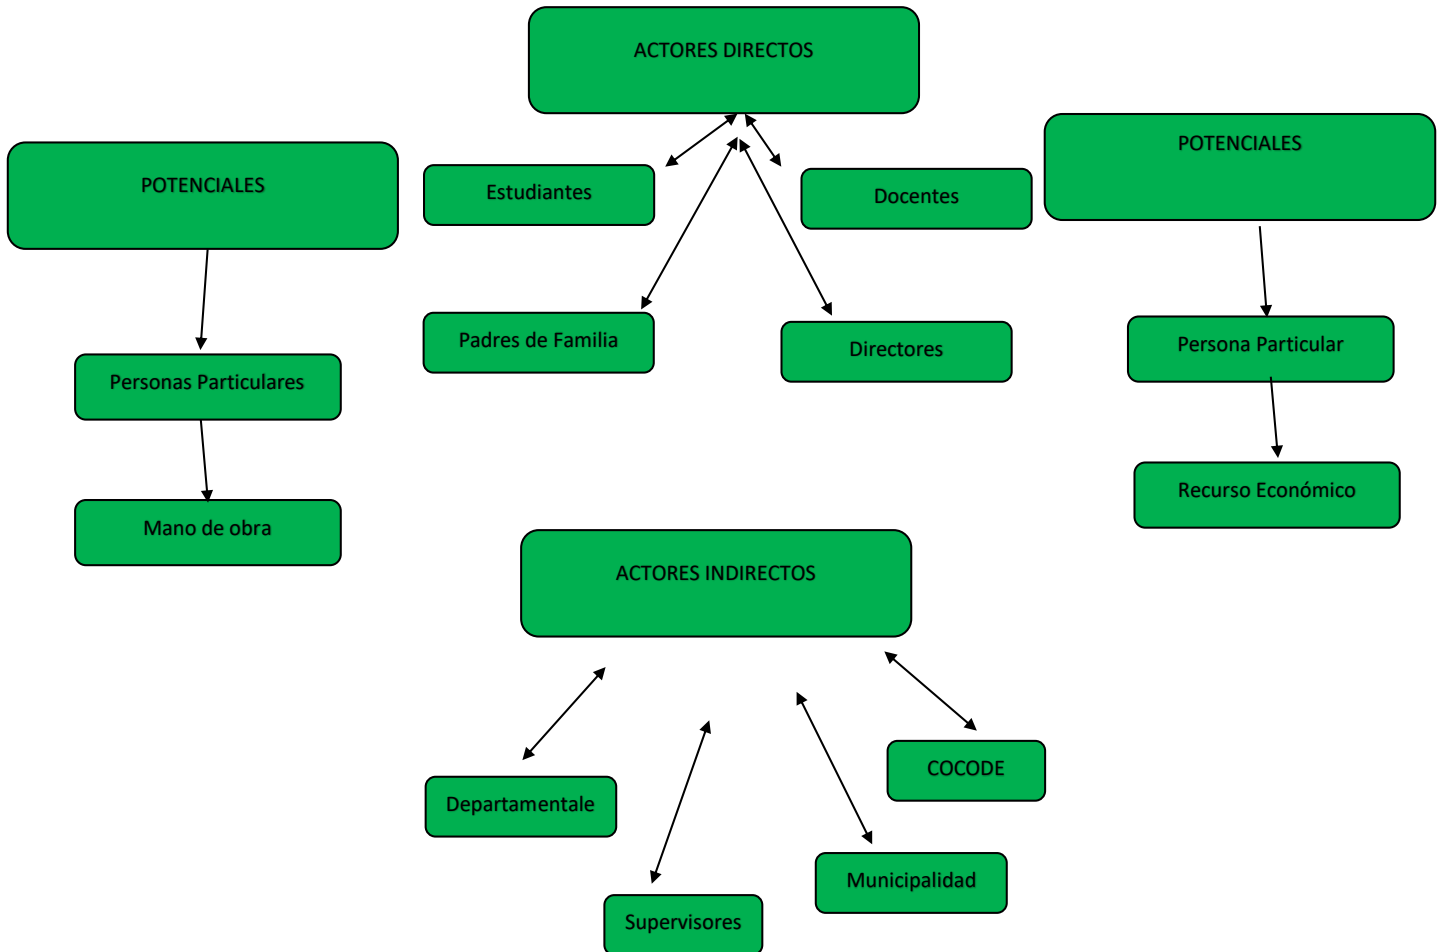 ACTORES DIRECTOS
POTENCIALES
POTENCIALES
Estudiantes
Docentes
Padres de Familia
Directores
Persona Particular
Personas Particulares
Recurso Económico
Mano de obra
ACTORES INDIRECTOS
COCODE
Departamentale
Municipalidad
Supervisores